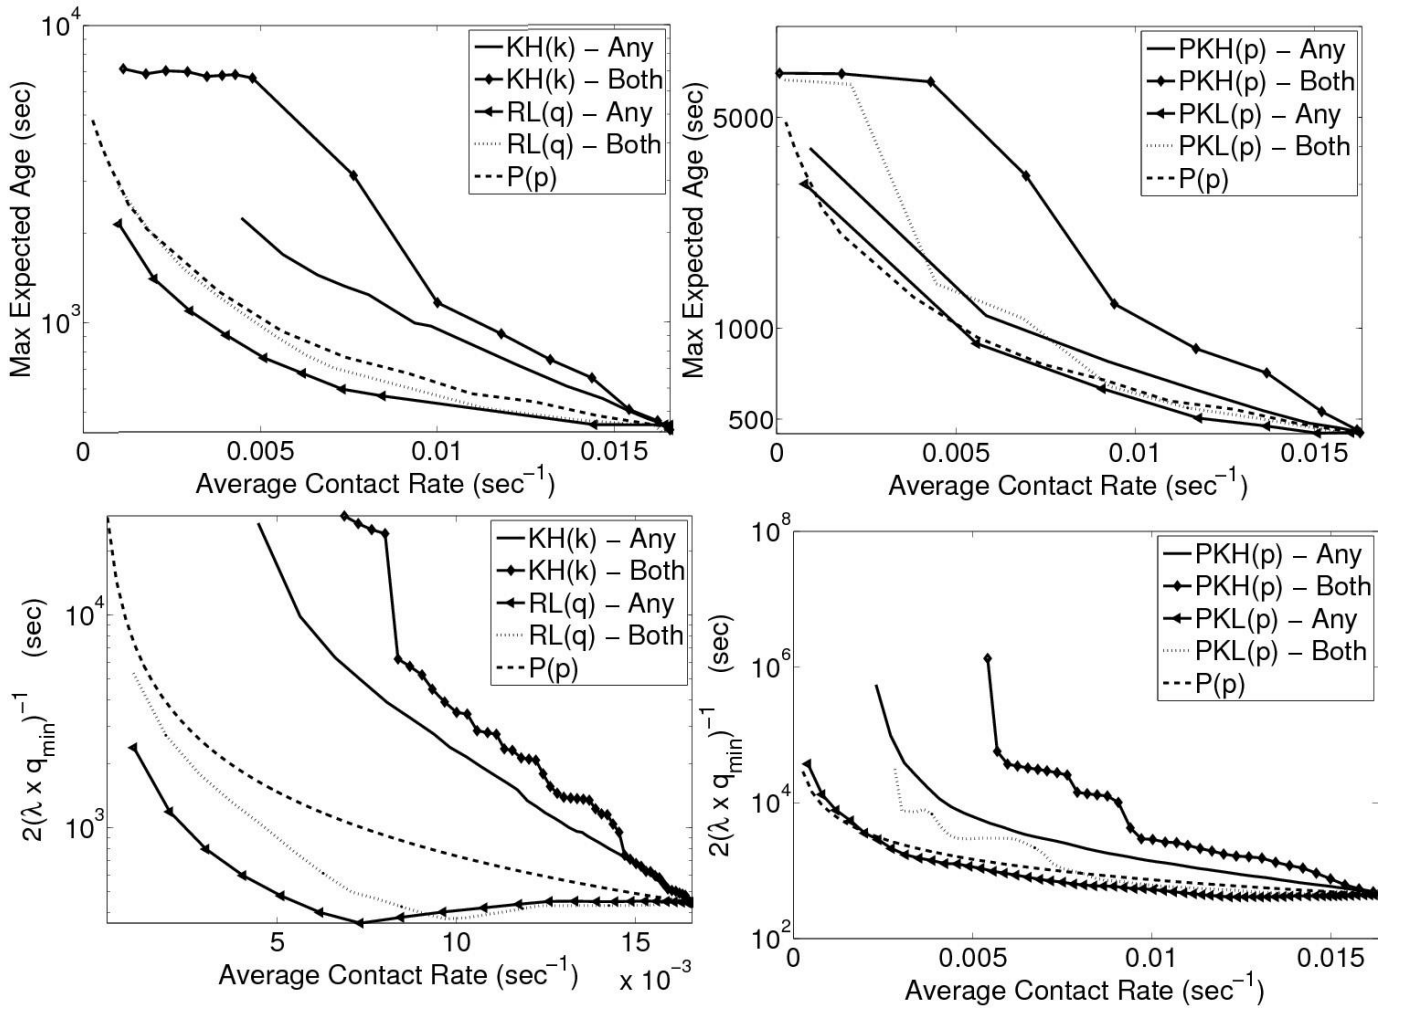 10^4
10^3
Max Expected Age (sec)
KH(k) – Any
KH(k) – Both
RL(q) – Any
RL(q) – Both
P(p)
0 0.005 0.01 0.015
Average Contact Rate (sec^−1)
5000
1000
500
Max Expected Age (sec)
PKH(p) – Any
PKH(p) – Both
PKL(p) – Any
PKL(p) – Both
P(p)
0 0.005 0.01 0.015
Average Contact Rate (sec^−1)
10^4
10^3
2(λ x q_min)^−1 (sec)
KH(k) – Any
KH(k) – Both
RL(q) – Any
RL(q) – Both
P(p)
5 10 15
Average Contact Rate (sec^−1) x 10^−3
10^8
10^6
10^4
10^2
2(λ x q_min)^−1 (sec)
PKH(p) – Any
PKH(p) – Both
PKL(p) – Any
PKL(p) – Both
P(p)
0 0.005 0.01 0.015
Average Contact Rate (sec^−1)